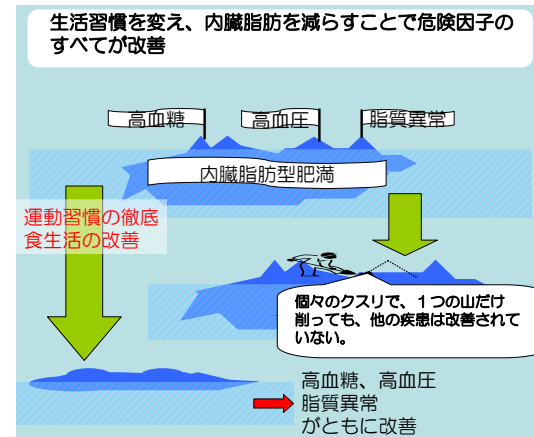 生活習慣を変え、内臓脂肪を減らすことで危険因子の
すべてが改善
高血糖
高血圧
脂質異常
内臓脂肪型肥満
運動習慣の徹底
食生活の改善
個々のクスリで、１つの山だけ
削っても、他の疾患は改善されて
いない。
高血糖、高血圧
脂質異常
がともに改善